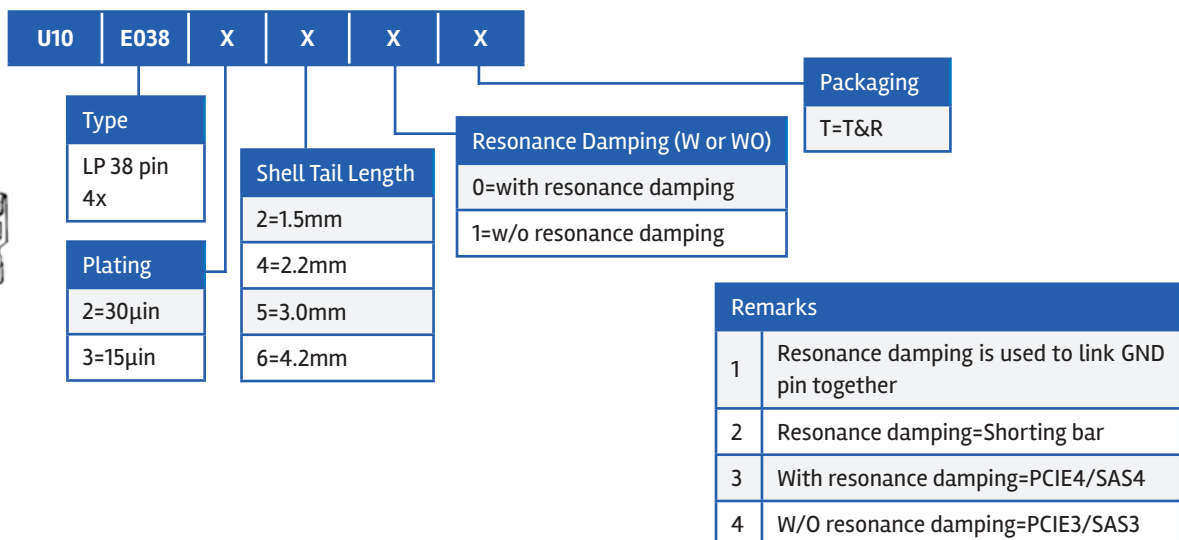 U10 E038 X X X X
Type
LP 38 pin
4x
Plating
2=30µin
3=15µin
Shell Tail Length
2=1.5mm
4=2.2mm
5=3.0mm
6=4.2mm
Resonance Damping (W or WO)
0=with resonance damping
1=w/o resonance damping
Packaging
T=T&R
Remarks
1 Resonance damping is used to link GND
pin together
2 Resonance damping=Shorting bar
3 With resonance damping=PCIE4/SAS4
4 W/O resonance damping=PCIE3/SAS3